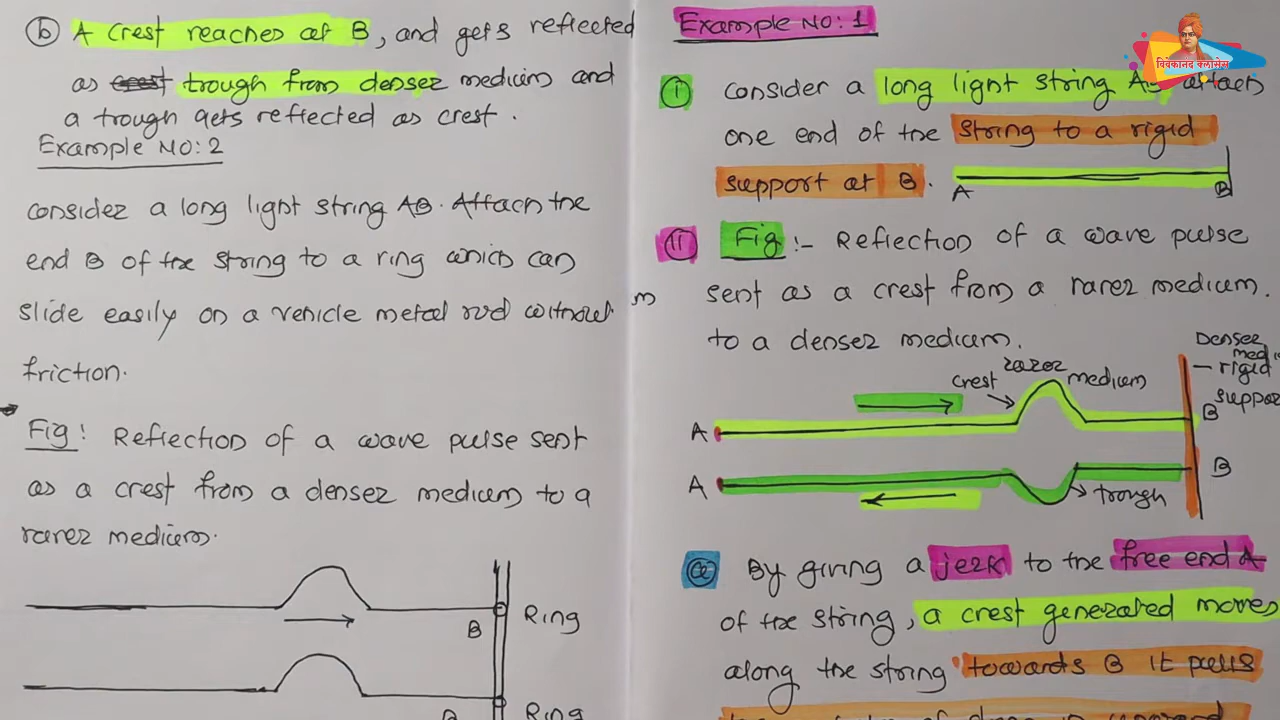 ⓑ A crest reaches at B, and gets reflected
as crest trough from denser medium and
a trough gets reflected as crest.
Example NO: 2
Consider a long light string AB. Attach the
end B of the string to a ring which can
slide easily on a vehicle metal rod without
friction.
Fig: Reflection of a wave pulse sent
as a crest from a denser medium to a
rarer medium.
Ring
B
Ring
B
Example NO: 1
ⓘ Consider a long light string AB attach
one end of the string to a rigid
support at B.
A B
ⓘⓘ Fig :- Reflection of a wave pulse
m sent as a crest from a rarer medium.
to a denser medium.
Denser
medi
rarer
crest medium
rigid
suppor
A B
A B
trough
ⓐ By giving a jerk to the free end A
of the string, a crest generated moves
along the string towards B it pulls
विवेकानंद क्लासेस